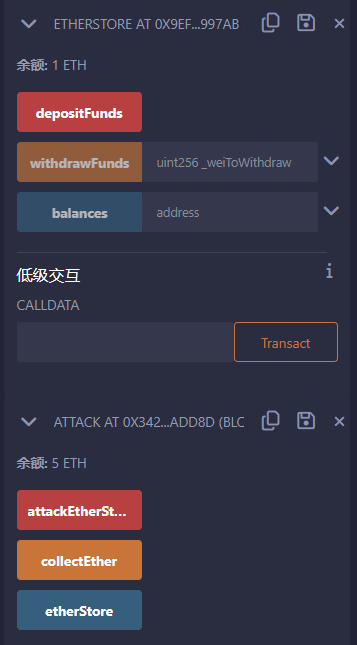 ETHERSTORE AT 0X9EF...997AB
余额: 1 ETH
depositFunds
withdrawFunds uint256 _weiToWithdraw
balances address
低级交互
i
CALLDATA
Transact
ATTACK AT 0X342...ADD8D (BLC
余额: 5 ETH
attackEtherSt...
collectEther
etherStore